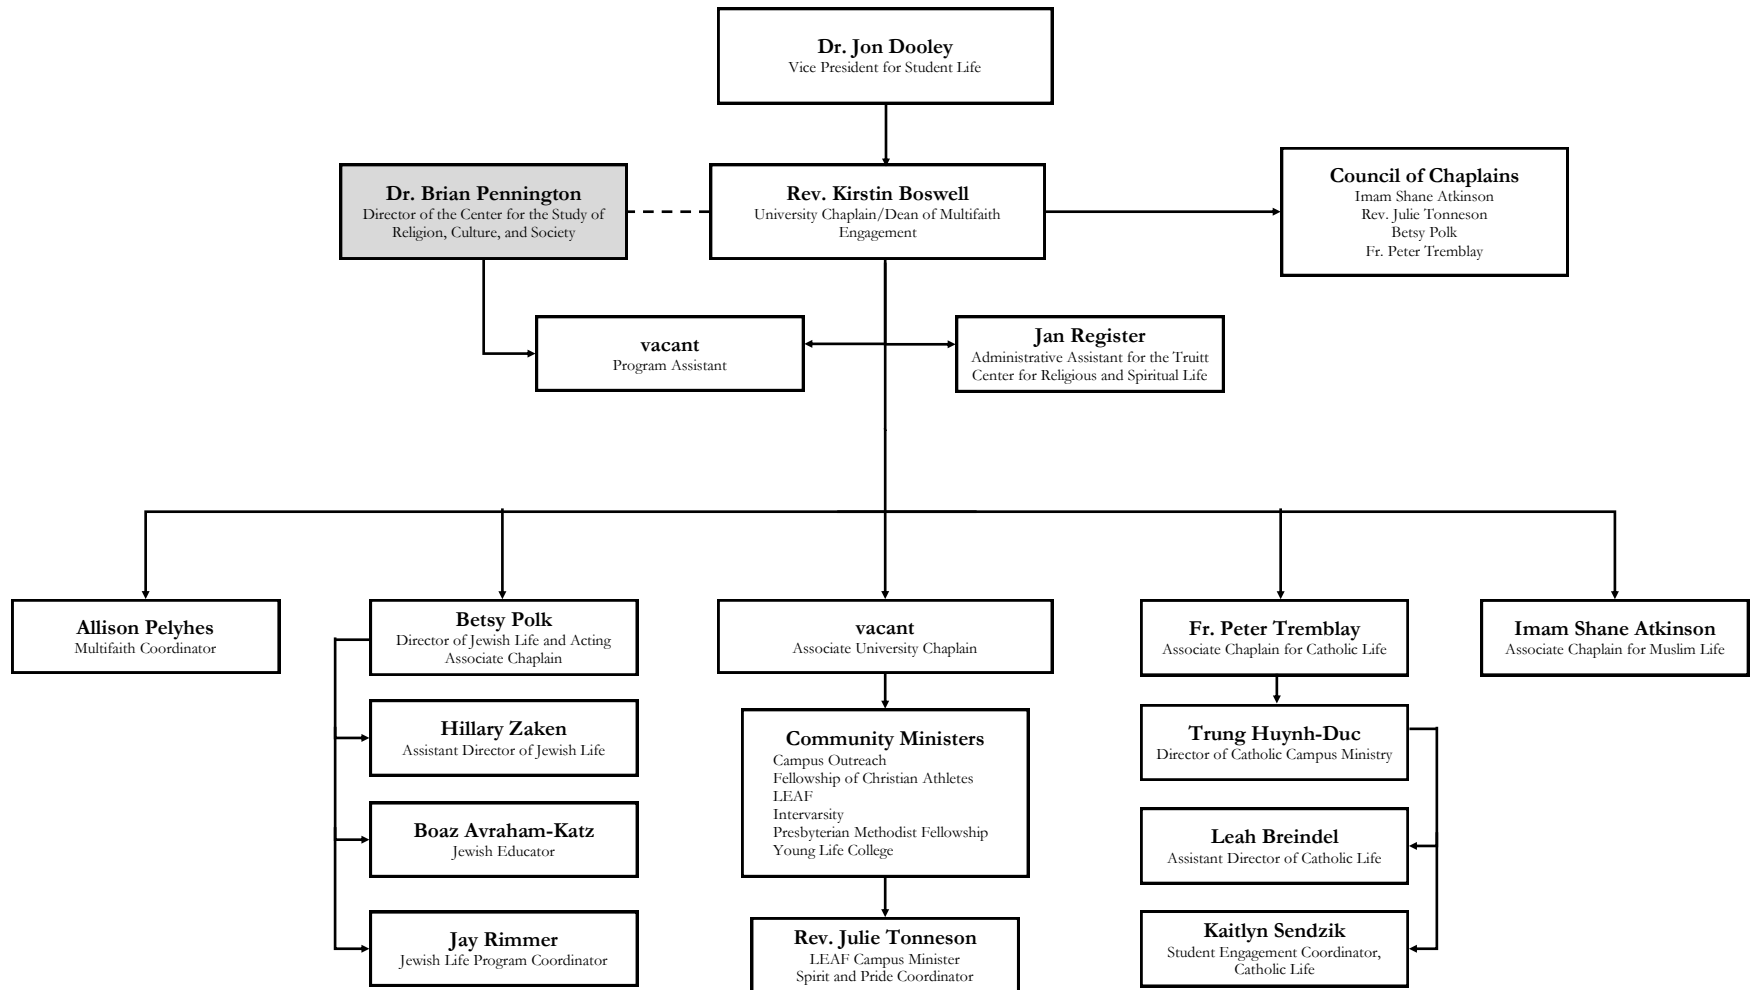 Dr. Jon Dooley
Vice President for Student Life
Dr. Brian Pennington
Director of the Center for the Study of
Religion, Culture, and Society
Rev. Kirstin Boswell
University Chaplain/Dean of Multifaith
Engagement
Council of Chaplains
Imam Shane Atkinson
Rev. Julie Tonneson
Betsy Polk
Fr. Peter Tremblay
vacant
Program Assistant
Jan Register
Administrative Assistant for the Truitt
Center for Religious and Spiritual Life
Allison Pelyhes
Multifaith Coordinator
Betsy Polk
Director of Jewish Life and Acting
Associate Chaplain
Hillary Zaken
Assistant Director of Jewish Life
Boaz Avraham-Katz
Jewish Educator
Jay Rimmer
Jewish Life Program Coordinator
vacant
Associate University Chaplain
Community Ministers
Campus Outreach
Fellowship of Christian Athletes
LEAF
Intervarsity
Presbyterian Methodist Fellowship
Young Life College
Rev. Julie Tonneson
LEAF Campus Minister
Spirit and Pride Coordinator
Fr. Peter Tremblay
Associate Chaplain for Catholic Life
Trung Huynh-Duc
Director of Catholic Campus Ministry
Leah Breindel
Assistant Director of Catholic Life
Kaitlyn Sendzik
Student Engagement Coordinator,
Catholic Life
Imam Shane Atkinson
Associate Chaplain for Muslim Life